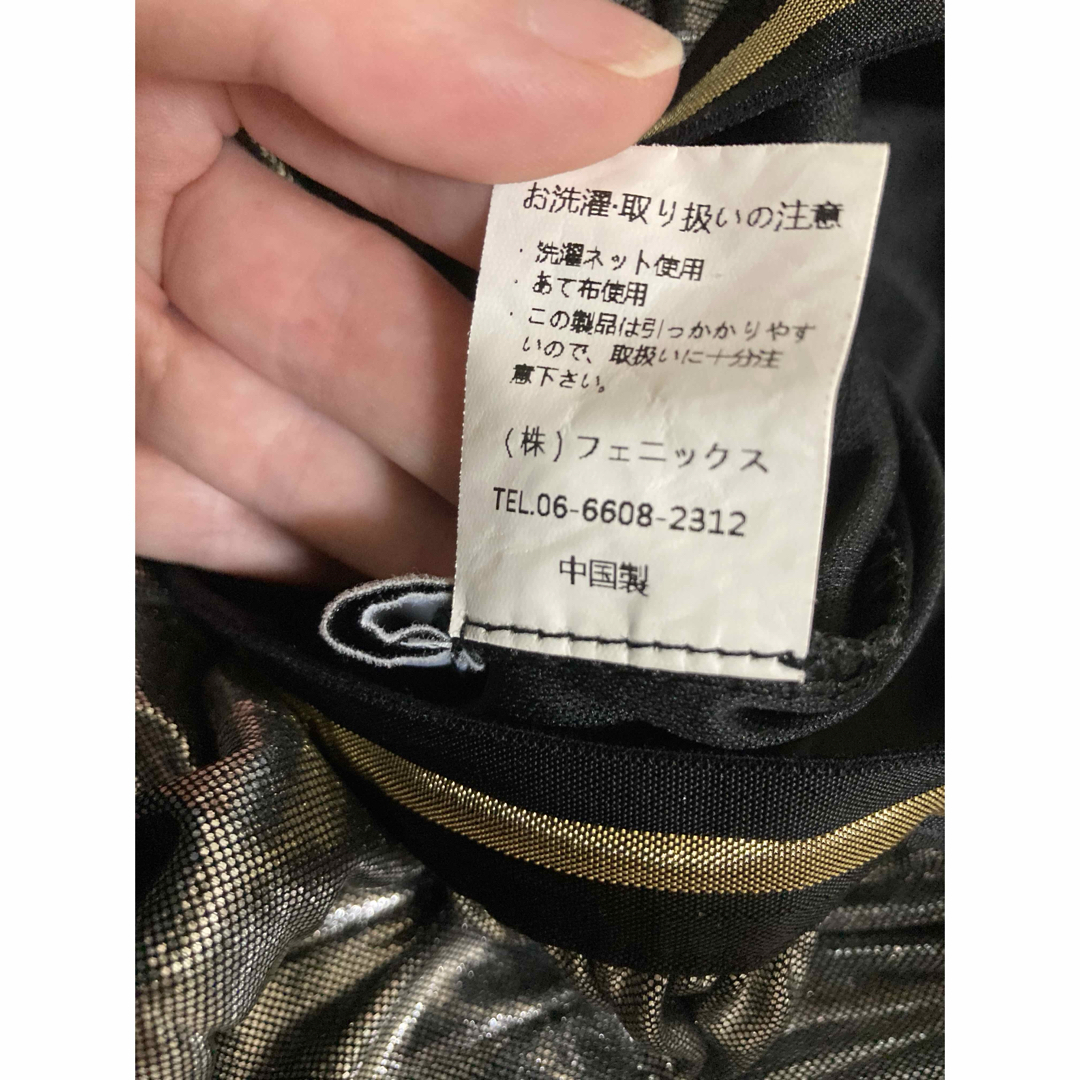 お洗濯・取り扱いの注意
・洗濯ネット使用
・あて布使用
・この製品は引っかかりやす
いので、取扱いに十分注
意下さい。
(株)フェニックス
TEL.06-6608-2312
中国製